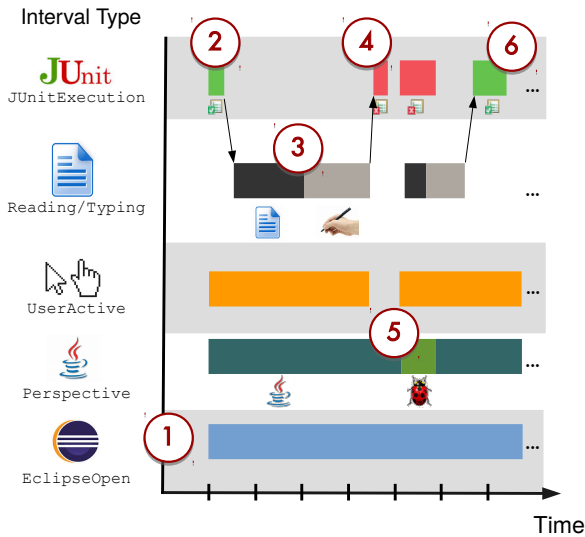 Interval Type
2
4
6
JUnit
JUnitExecution
...
3
Reading/Typing
...
UserActive
...
5
Perspective
...
1
EclipseOpen
...
Time